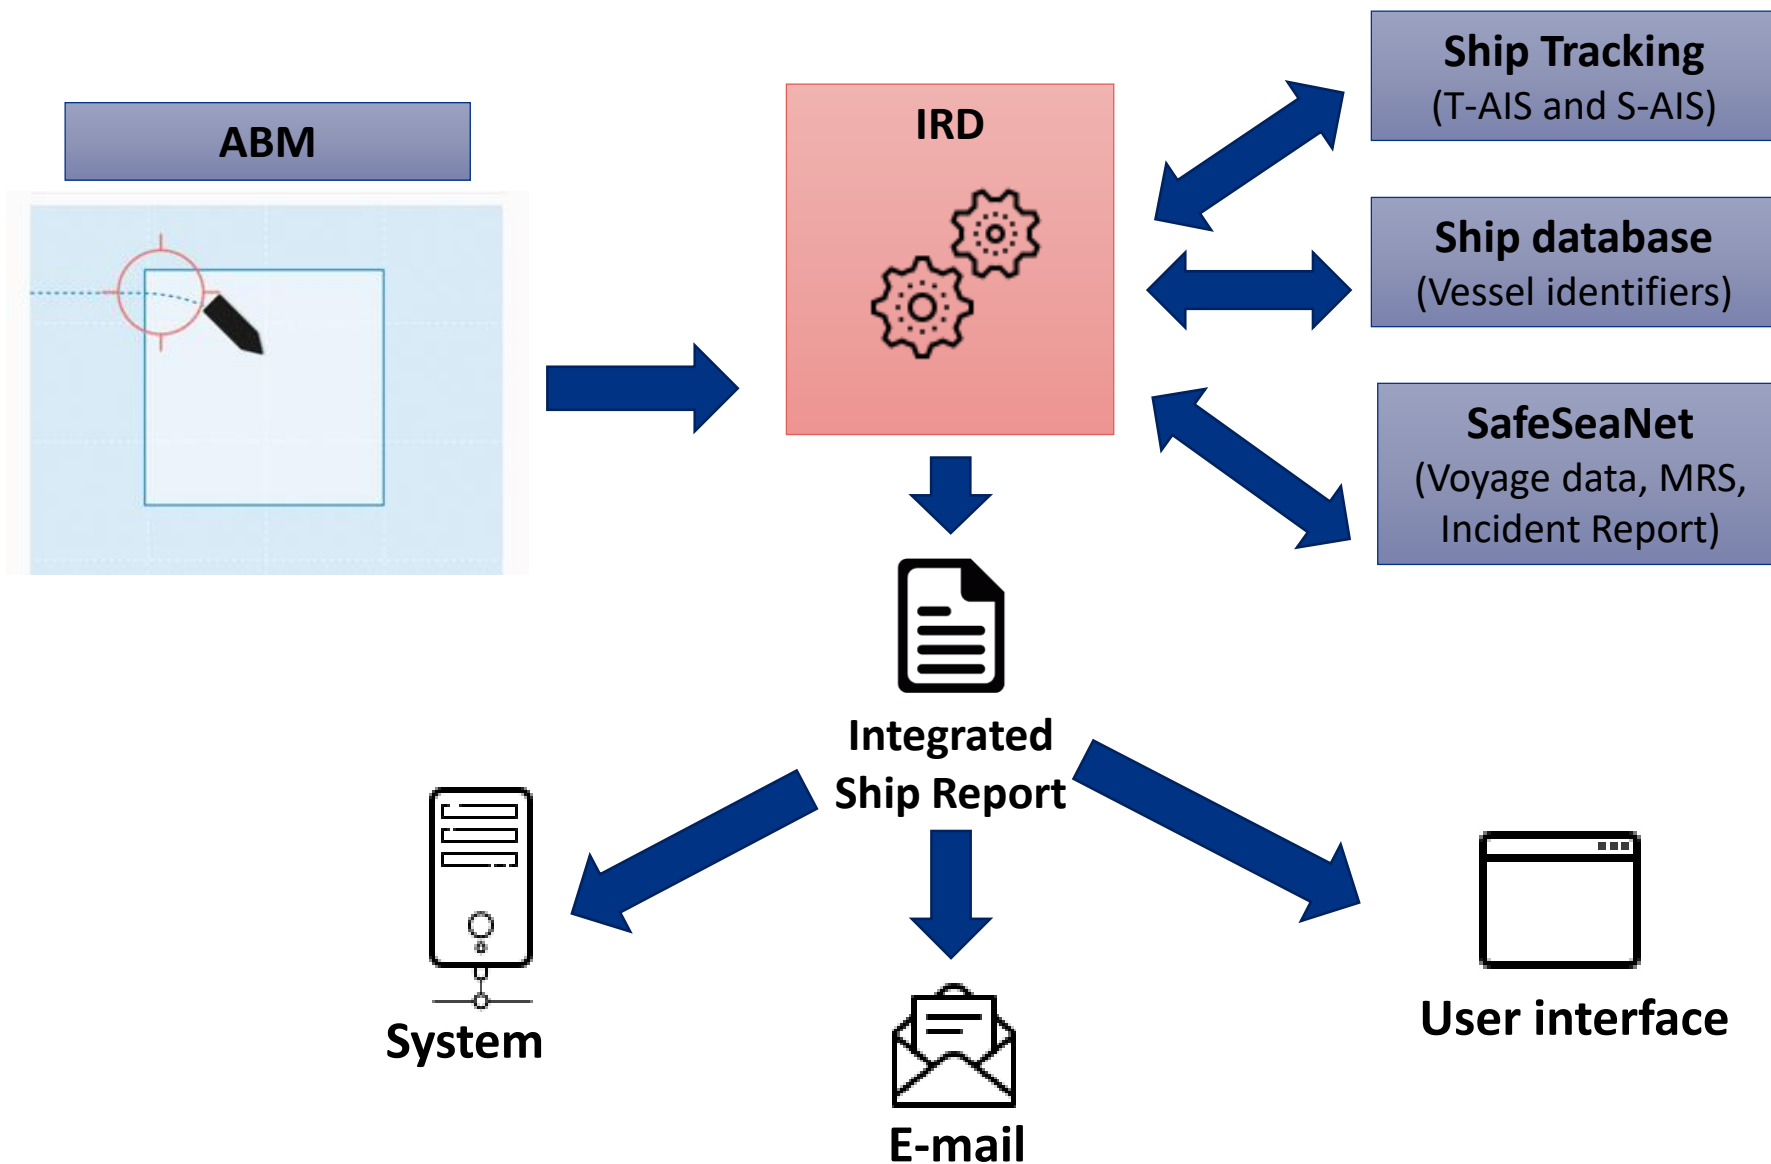 ABM
IRD
Ship Tracking
(T-AIS and S-AIS)
Ship database
(Vessel identifiers)
SafeSeaNet
(Voyage data, MRS,
Incident Report)
Integrated
Ship Report
System
E-mail
User interface